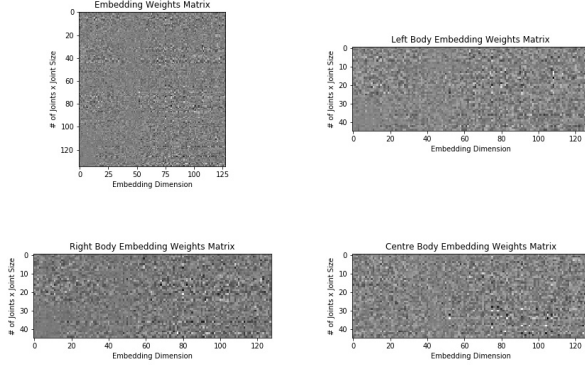 Embedding Weights Matrix
# of Joints x Joint Size
0
20
40
60
80
100
120
0 25 50 75 100 125
Embedding Dimension
Left Body Embedding Weights Matrix
# of Joints x Joint Size
0
10
20
30
40
0 20 40 60 80 100 120
Embedding Dimension
Right Body Embedding Weights Matrix
# of Joints x Joint Size
0
10
20
30
40
0 20 40 60 80 100 120
Embedding Dimension
Centre Body Embedding Weights Matrix
# of Joints x Joint Size
0
10
20
30
40
0 20 40 60 80 100 120
Embedding Dimension